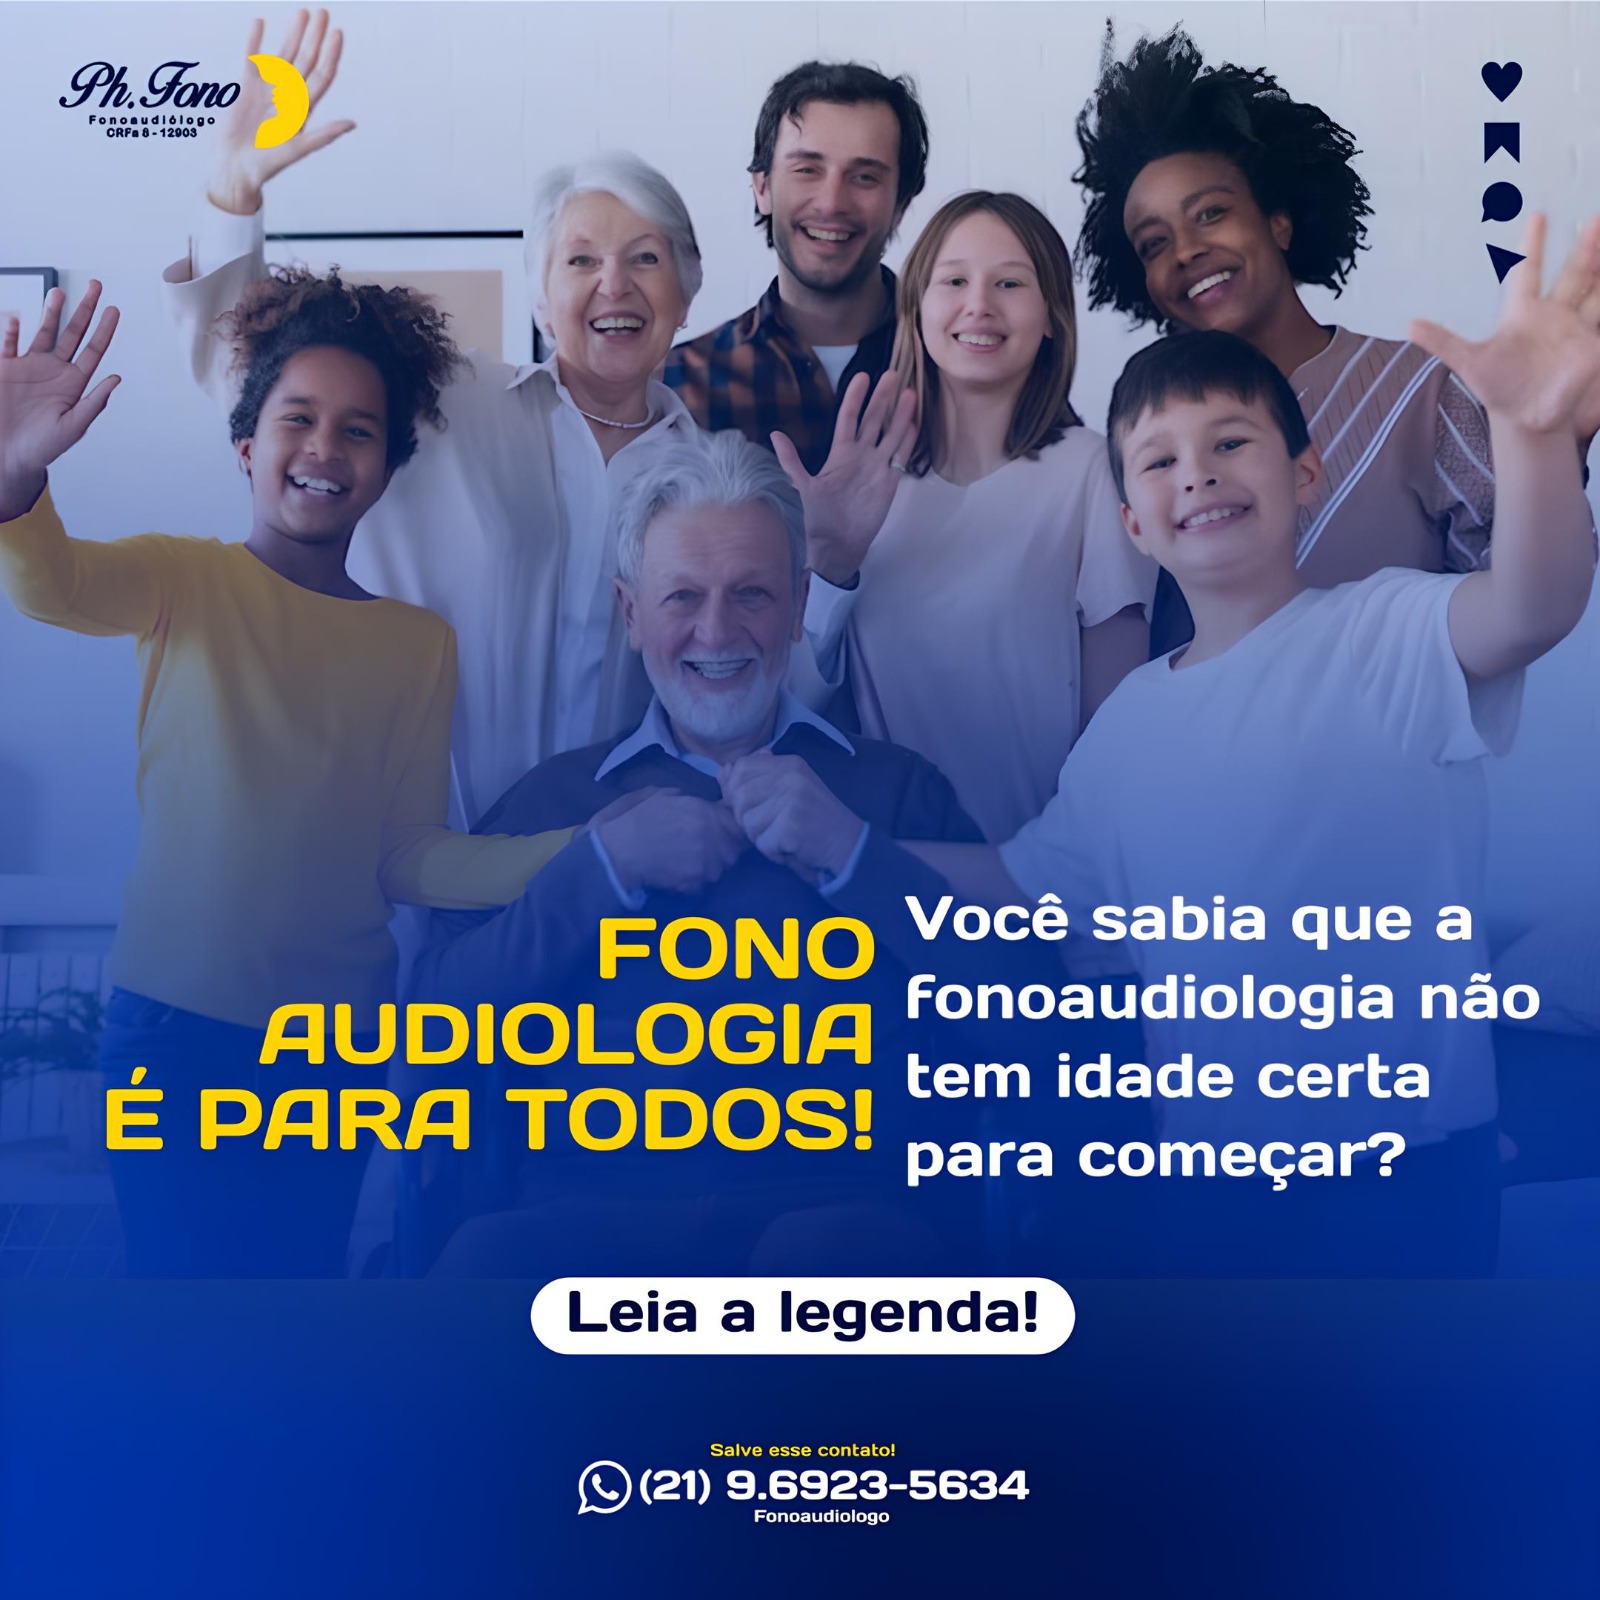 Ph.Fono
Fonoaudiólogo
CRFa 8 - 12903
FONO
AUDIOLOGIA
É PARA TODOS!
Você sabia que a
fonoaudiologia não
tem idade certa
para começar?
Leia a legenda!
Salve esse contato!
(21) 9.6923-5634
Fonoaudiologo